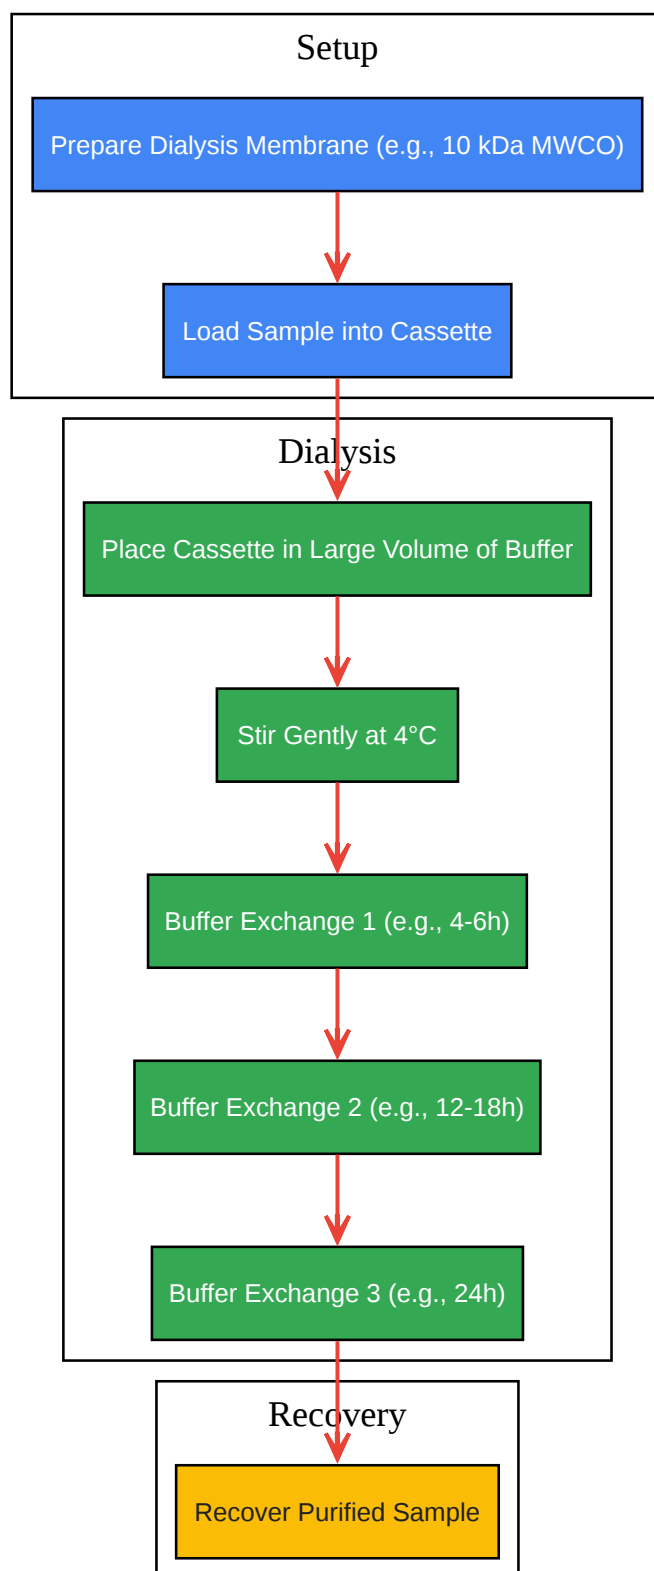 Setup
Prepare Dialysis Membrane (e.g., 10 kDa MWCO)
Load Sample into Cassette
Dialysis
Place Cassette in Large Volume of Buffer
Stir Gently at 4°C
Buffer Exchange 1 (e.g., 4-6h)
Buffer Exchange 2 (e.g., 12-18h)
Buffer Exchange 3 (e.g., 24h)
Recovery
Recover Purified Sample